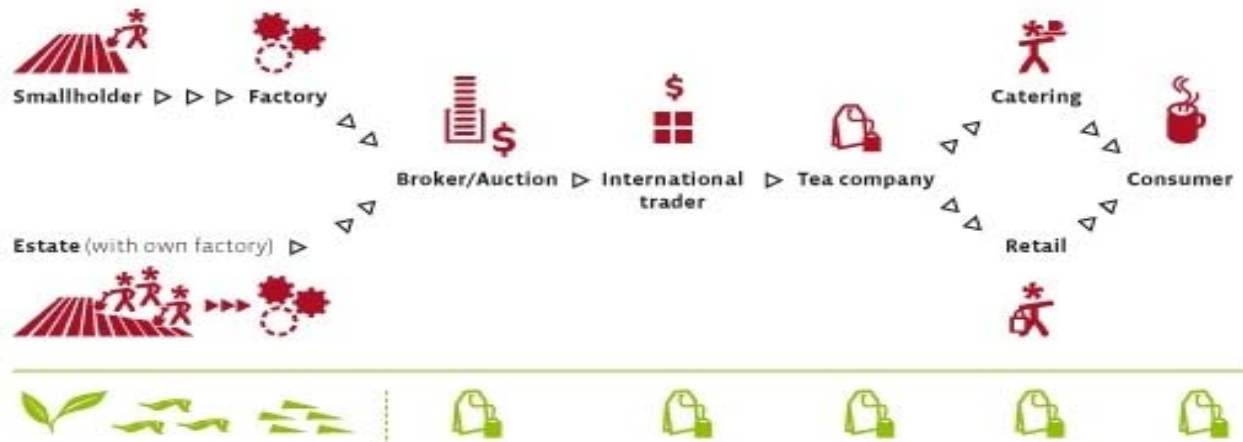 Smallholder Factory
Catering
Broker/Auction International trader Tea company Consumer
Estate (with own factory)
Retail
$
$